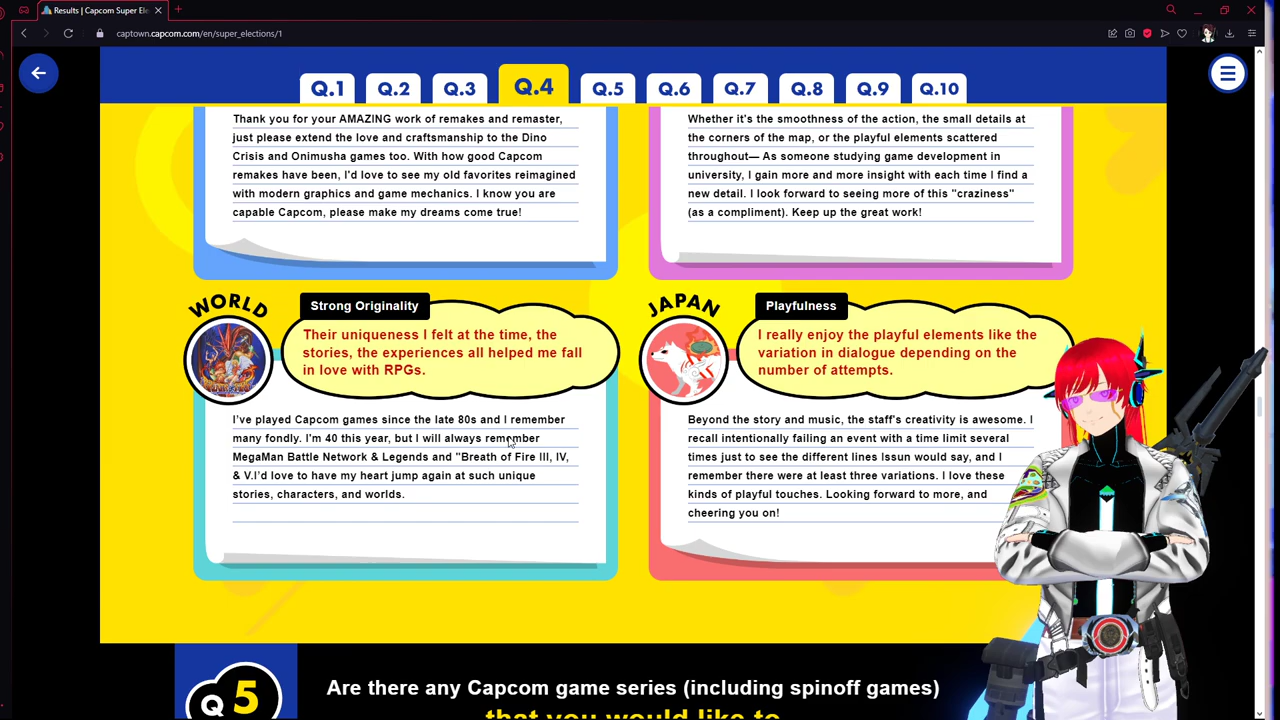 Results | Capcom Super Ele
captown.capcom.com/en/super_elections/1
Q.1 Q.2 Q.3 Q.4 Q.5 Q.6 Q.7 Q.8 Q.9 Q.10
Thank you for your AMAZING work of remakes and remaster,
just please extend the love and craftsmanship to the Dino
Crisis and Onimusha games too. With how good Capcom
remakes have been, I'd love to see my old favorites reimagined
with modern graphics and game mechanics. I know you are
capable Capcom, please make my dreams come true!
Whether it's the smoothness of the action, the small details at
the corners of the map, or the playful elements scattered
throughout— As someone studying game development in
university, I gain more and more insight with each time I find a
new detail. I look forward to seeing more of this "craziness"
(as a compliment). Keep up the great work!
WORLD
Strong Originality
Their uniqueness I felt at the time, the
stories, the experiences all helped me fall
in love with RPGs.
I've played Capcom games since the late 80s and I remember
many fondly. I'm 40 this year, but I will always remember
MegaMan Battle Network & Legends and "Breath of Fire III, IV,
& V.I'd love to have my heart jump again at such unique
stories, characters, and worlds.
JAPAN
Playfulness
I really enjoy the playful elements like the
variation in dialogue depending on the
number of attempts.
Beyond the story and music, the staff's creativity is awesome. I
recall intentionally failing an event with a time limit several
times just to see the different lines Issun would say, and I
remember there were at least three variations. I love these
kinds of playful touches. Looking forward to more, and
cheering you on!
Q 5
Are there any Capcom game series (including spinoff games)
that you would like to